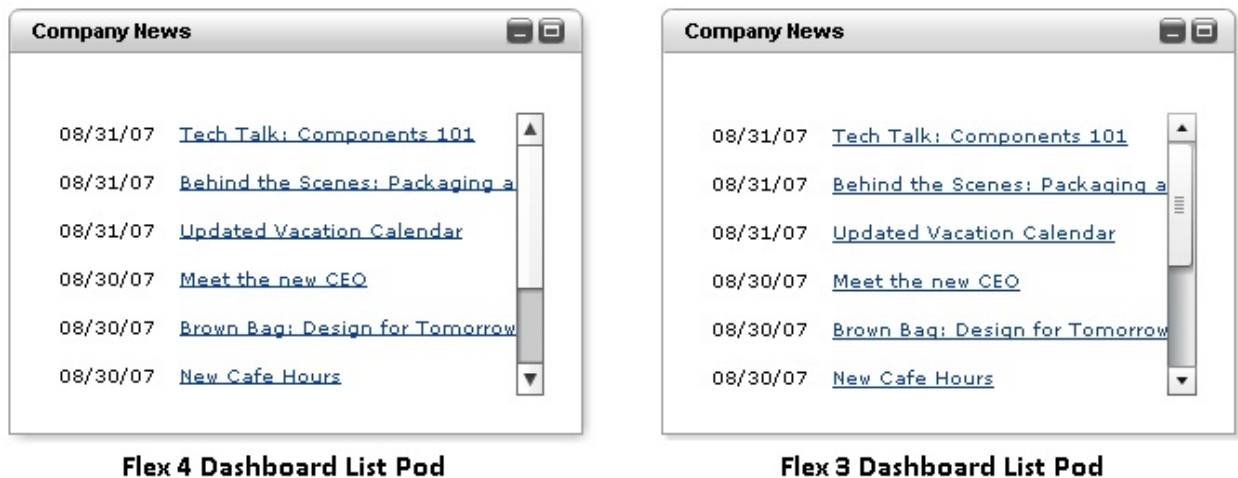 Company News
08/31/07 Tech Talk: Components 101
08/31/07 Behind the Scenes: Packaging a
08/31/07 Updated Vacation Calendar
08/30/07 Meet the new CEO
08/30/07 Brown Bag: Design for Tomorrow
08/30/07 New Cafe Hours
Flex 4 Dashboard List Pod
Company News
08/31/07 Tech Talk: Components 101
08/31/07 Behind the Scenes: Packaging a
08/31/07 Updated Vacation Calendar
08/30/07 Meet the new CEO
08/30/07 Brown Bag: Design for Tomorrow
08/30/07 New Cafe Hours
Flex 3 Dashboard List Pod